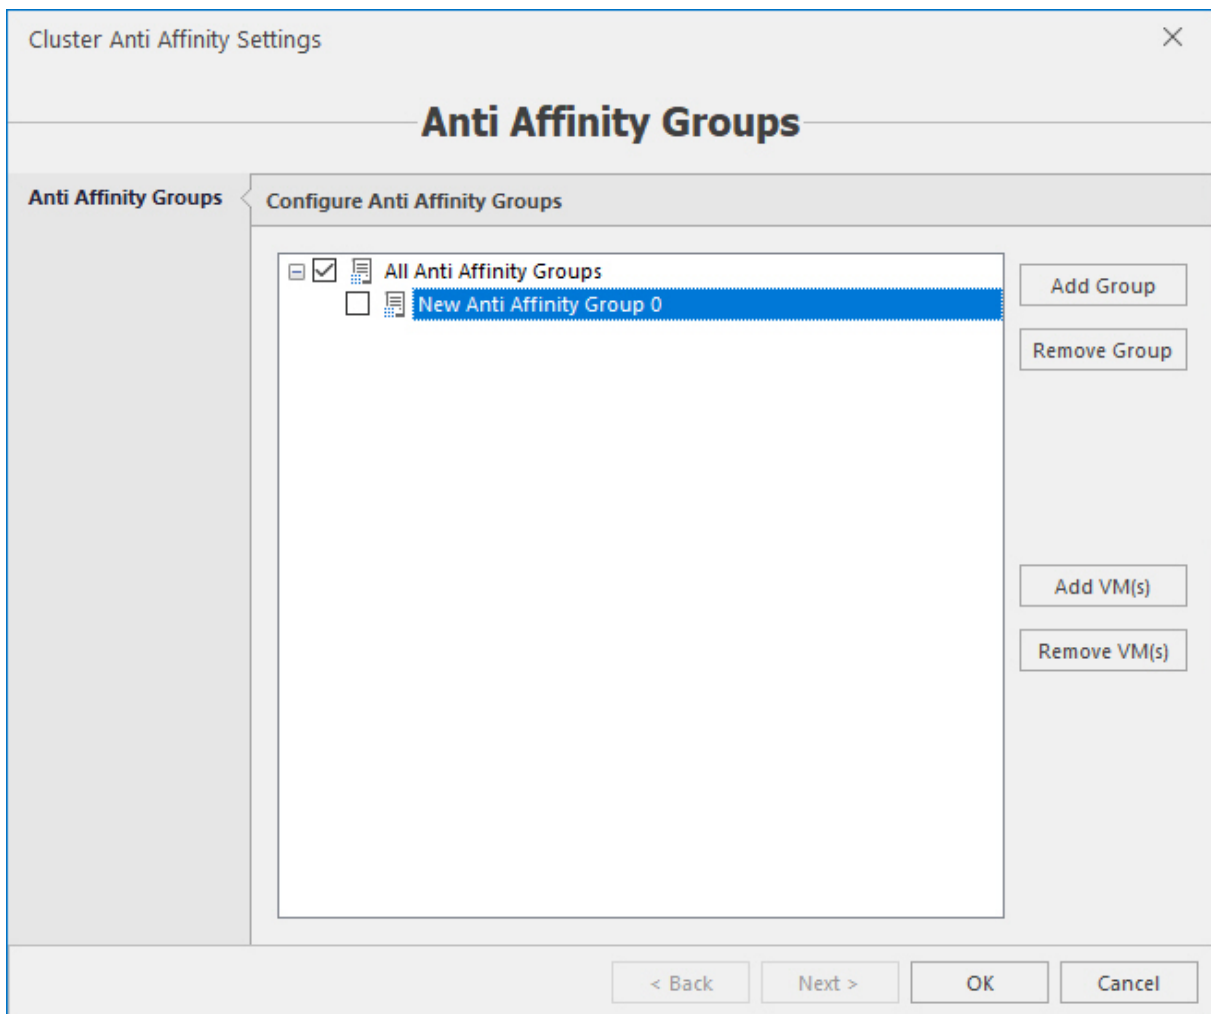 Cluster Anti Affinity Settings
Anti Affinity Groups
Anti Affinity Groups
Configure Anti Affinity Groups
All Anti Affinity Groups
New Anti Affinity Group 0
Add Group
Remove Group
Add VM(s)
Remove VM(s)
< Back
Next >
OK
Cancel